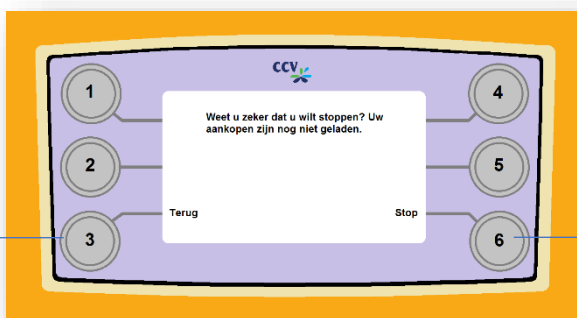 ccv
1
4
Weet u zeker dat u wilt stoppen? Uw
aankopen zijn nog niet geladen.
2
5
Terug
Stop
3
6